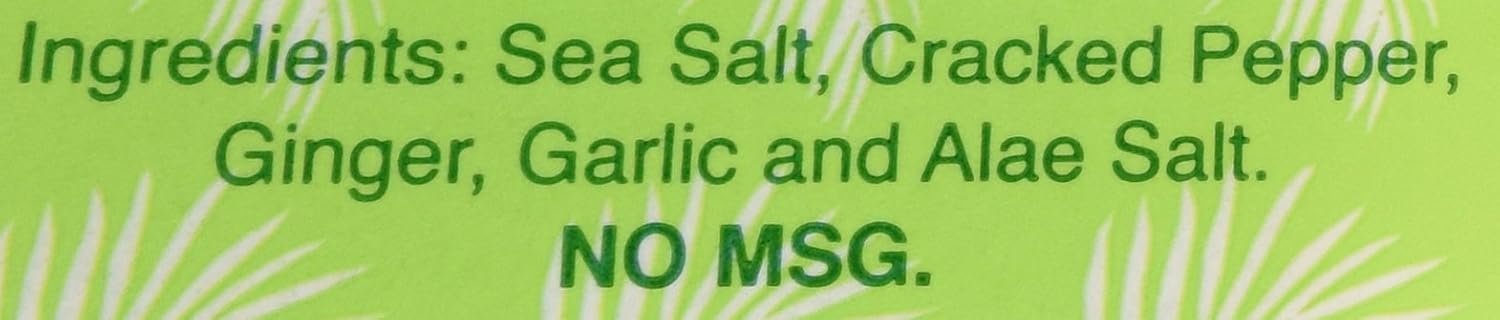 Ingredients: Sea Salt, Cracked Pepper,
Ginger, Garlic and Alae Salt.
NO MSG.